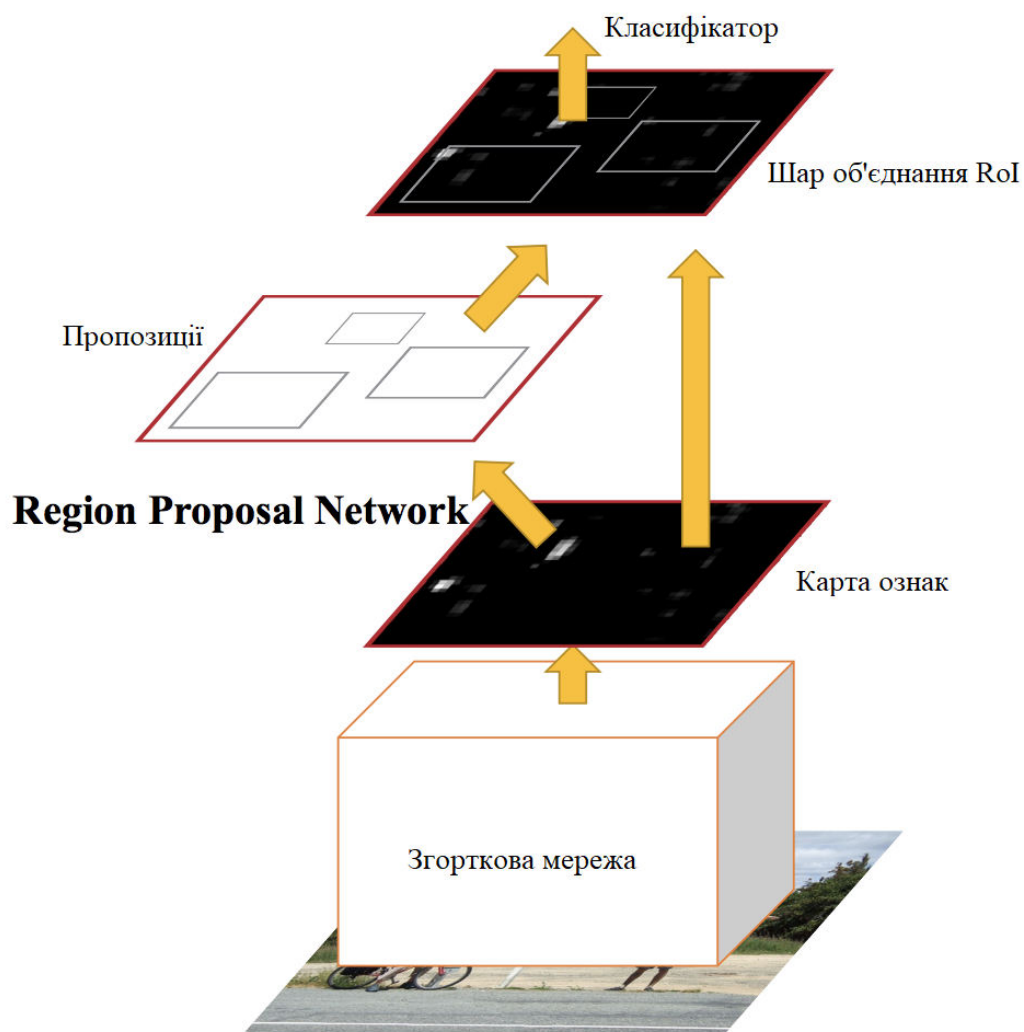 Класифікатор
Шар об'єднання RoI
Пропозиції
Region Proposal Network
Карта ознак
Згорткова мережа